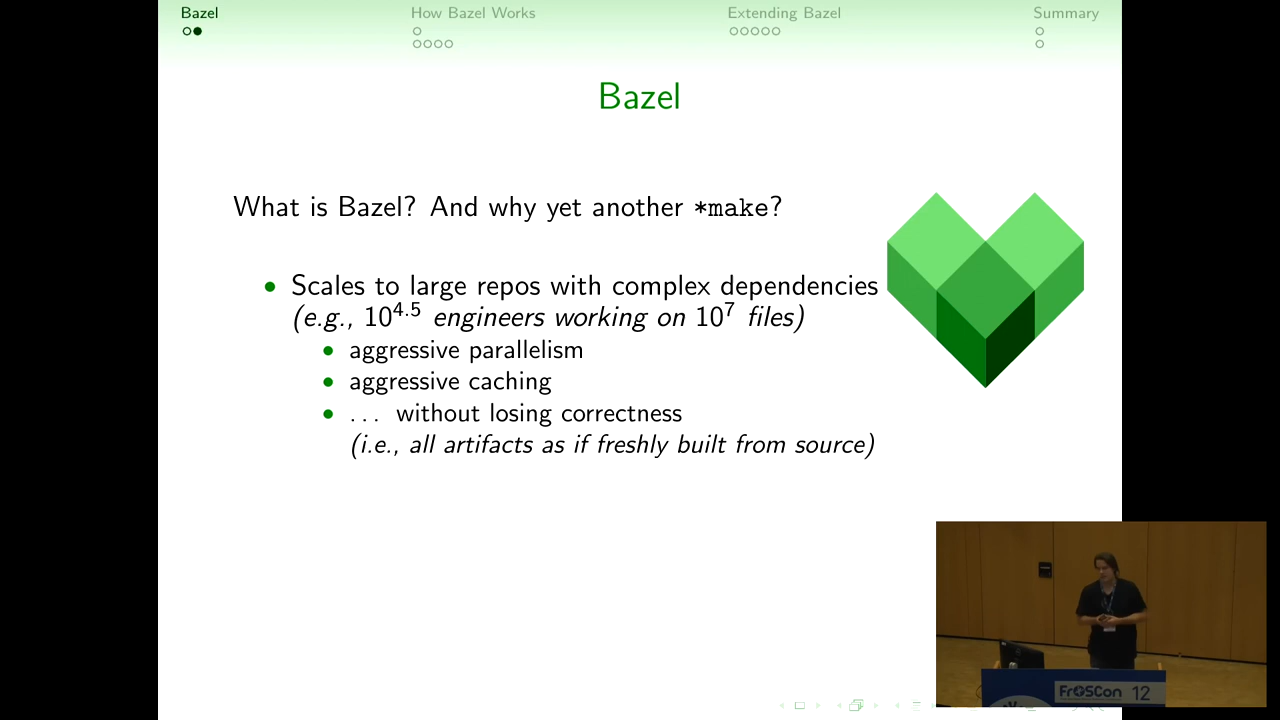 Bazel
How Bazel Works
Extending Bazel
Summary
Bazel
What is Bazel? And why yet another *make?
Scales to large repos with complex dependencies
(e.g., 10^4.5 engineers working on 10^7 files)
aggressive parallelism
aggressive caching
... without losing correctness
(i.e., all artifacts as if freshly built from source)
FrOSCon 12